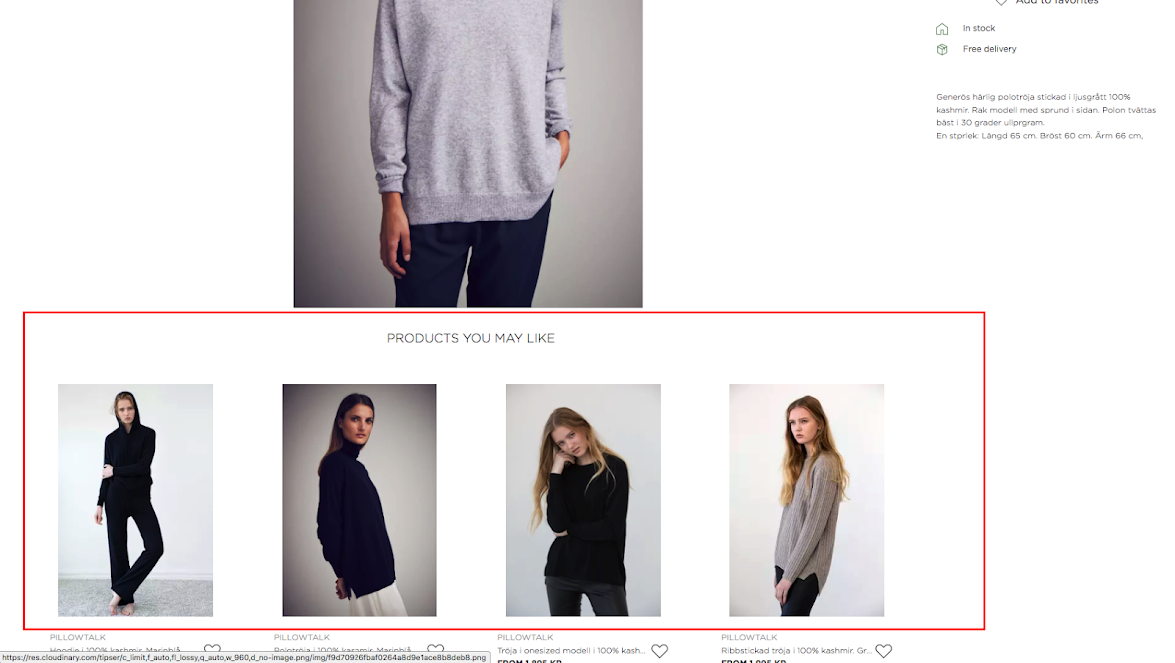 Add to favorites
In stock
Free delivery
Generös härlig polotröja stickad i ljusgrått 100%
kashmir. Rak modell med sprund i sidan. Polon tvättas
bäst i 30 grader ullprgram.
En stprlek: Längd 65 cm. Bröst 60 cm. Ärm 66 cm,
PRODUCTS YOU MAY LIKE
PILLOWTALK
PILLOWTALK
PILLOWTALK
PILLOWTALK
Hoodie i 100% kashmir. Marinblå
Polotröja i 100% kasmir. Marinblå
Tröja i onesized modell i 100% kash...
Ribbstickad tröja i 100% kashmir. Gr...
https://res.cloudinary.com/tipser/c_limit,f_auto,fl_lossy,q_auto,w_960,d_no-image.png/img/f9d70926fbaf0264a8d9e1ace8b8deb8.png
FROM 1 895 KR
FROM 1 995 KR